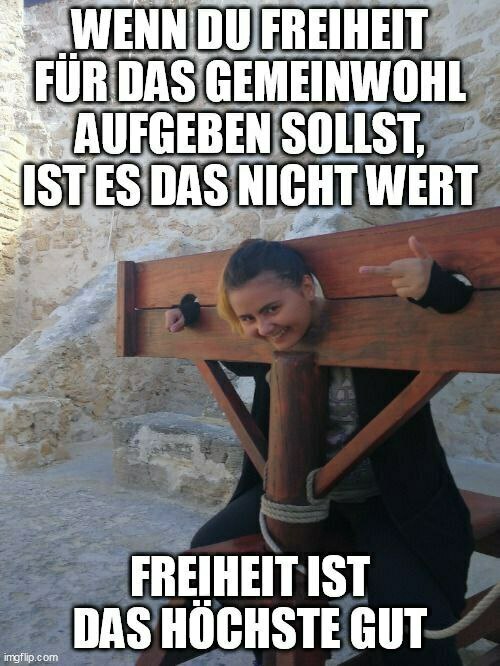 WENN DU FREIHEIT
FÜR DAS GEMEINWOHL
AUFGEBEN SOLLST,
IST ES DAS NICHT WERT
FREIHEIT IST
DAS HÖCHSTE GUT
imgflip.com